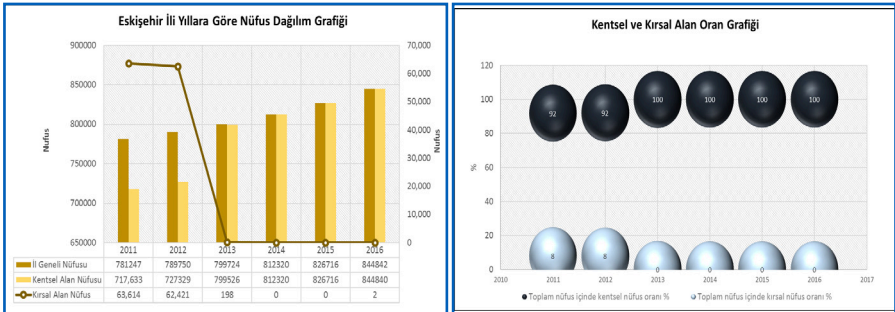 Eskişehir İli Yıllara Göre Nüfus Dağılım Grafiği
900000
850000
800000
750000
700000
650000
Nufus
70,000
60,000
50,000
40,000
30,000
20,000
10,000
0
Nufus
2011 2012 2013 2014 2015 2016
İl Geneli Nüfusu 781247 789750 799724 812320 826716 844842
Kentsel Alan Nüfusu 717,633 727329 799526 812320 826716 844840
Kırsal Alan Nüfus 63,614 62,421 198 0 0 2
Kentsel ve Kırsal Alan Oran Grafiği
120
100
80
60
40
20
0
%
92 92 100 100 100 100
8 8 0 0 0 0
2010 2011 2012 2013 2014 2015 2016 2017
Toplam nüfus içinde kentsel nüfus oranı % Toplam nüfus içinde kırsal nüfus oranı %